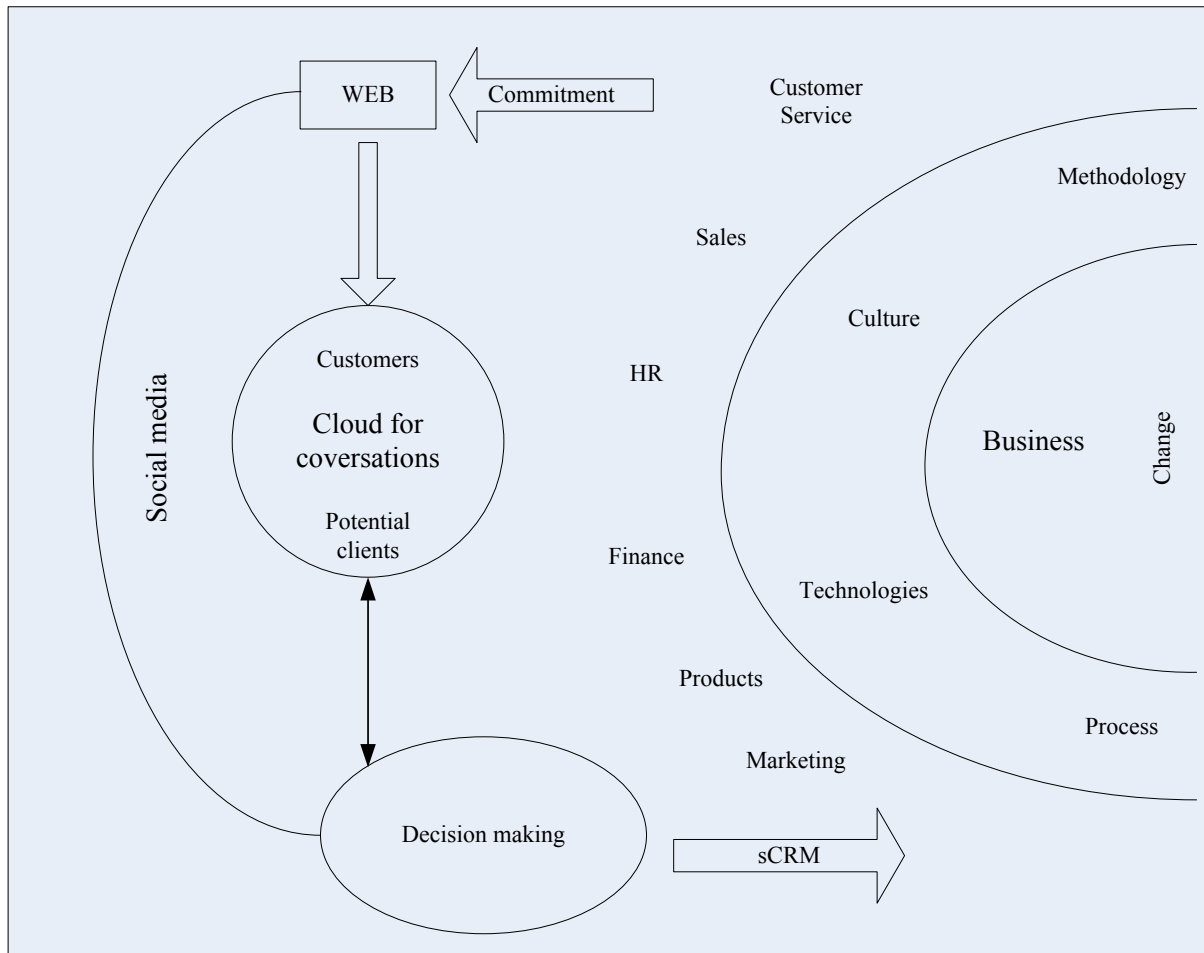 WEB
Commitment
Customer
Service
Methodology
Sales
Culture
HR
Customers
Cloud for
coversations
Potential
clients
Social media
Business
Change
Finance
Technologies
Products
Process
Marketing
Decision making
sCRM